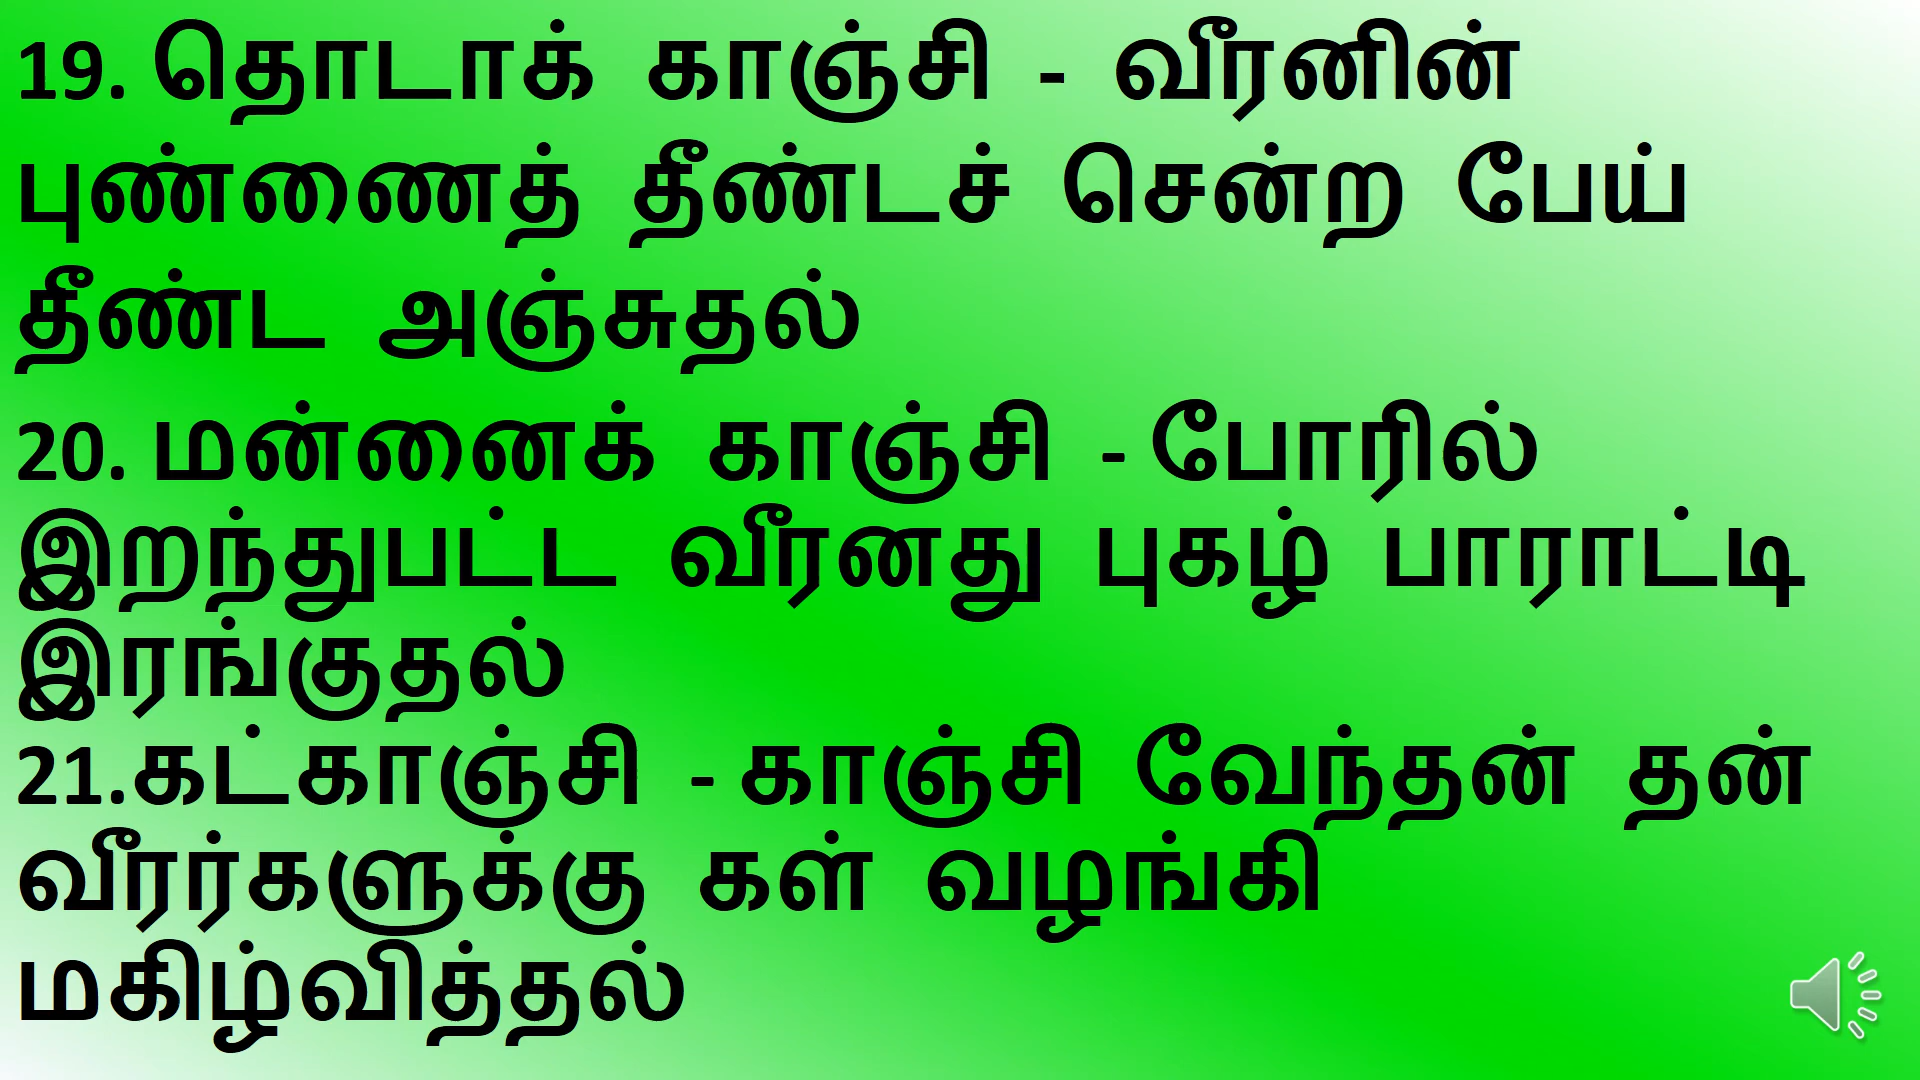 19. தொடாக் காஞ்சி - வீரனின்
புண்ணைத் தீண்டச் சென்ற பேய்
தீண்ட அஞ்சுதல்
20. மன்னைக் காஞ்சி - போரில்
இறந்துபட்ட வீரனது புகழ் பாராட்டி
இரங்குதல்
21.கட்காஞ்சி - காஞ்சி வேந்தன் தன்
வீரர்களுக்கு கள் வழங்கி
மகிழ்வித்தல்